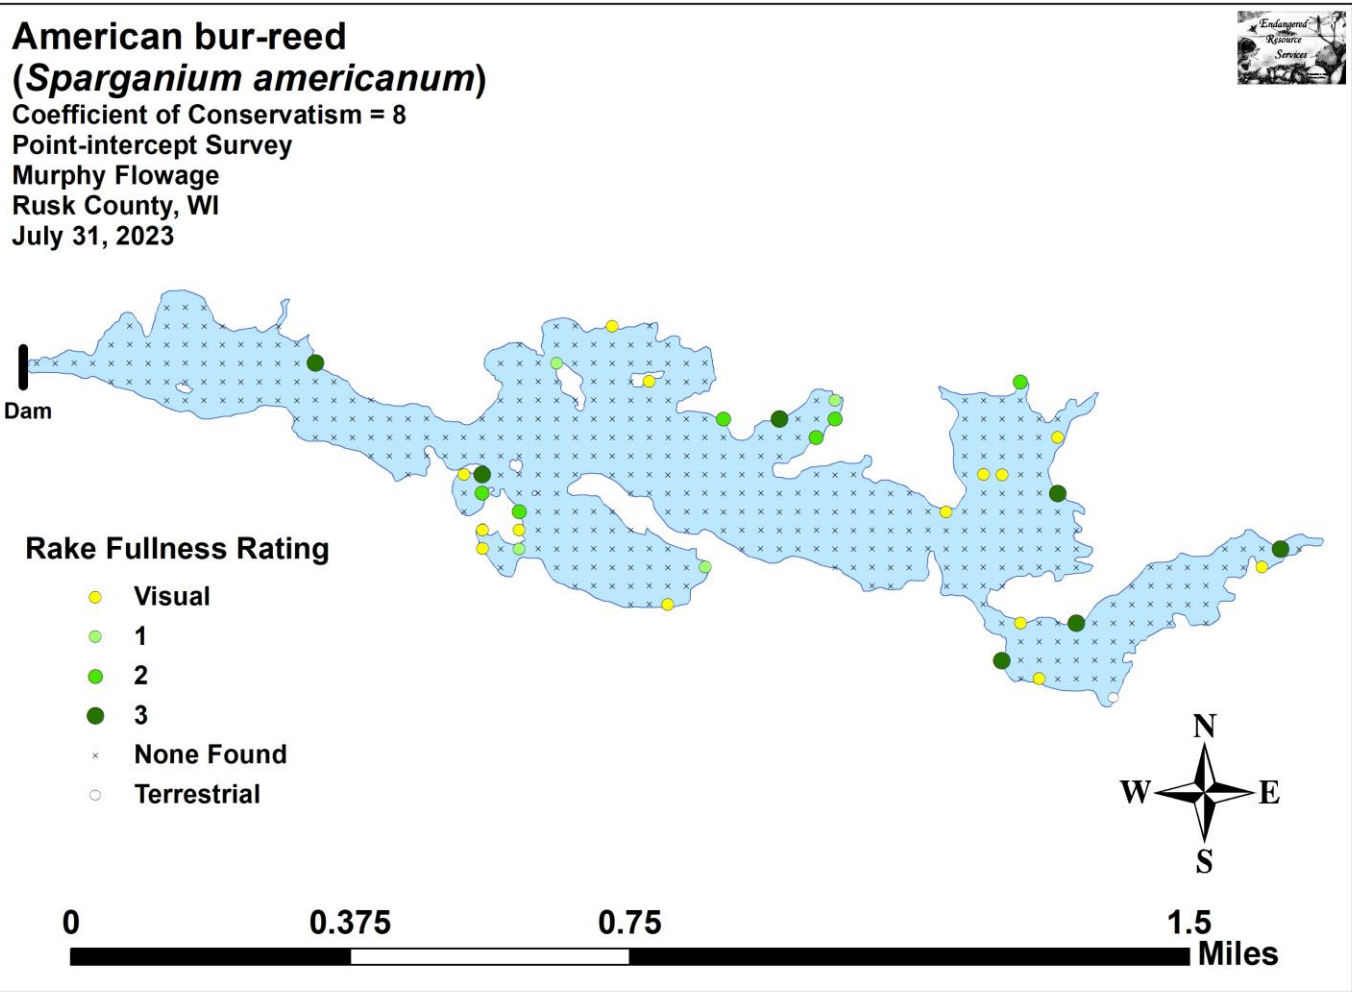 American bur-reed
(Sparganium americanum)
Coefficient of Conservatism = 8
Point-intercept Survey
Murphy Flowage
Rusk County, WI
July 31, 2023
Endangered
Resource
Services
Dam
Rake Fullness Rating
Visual
1
2
3
None Found
Terrestrial
N
W E
S
0 0.375 0.75 1.5
Miles